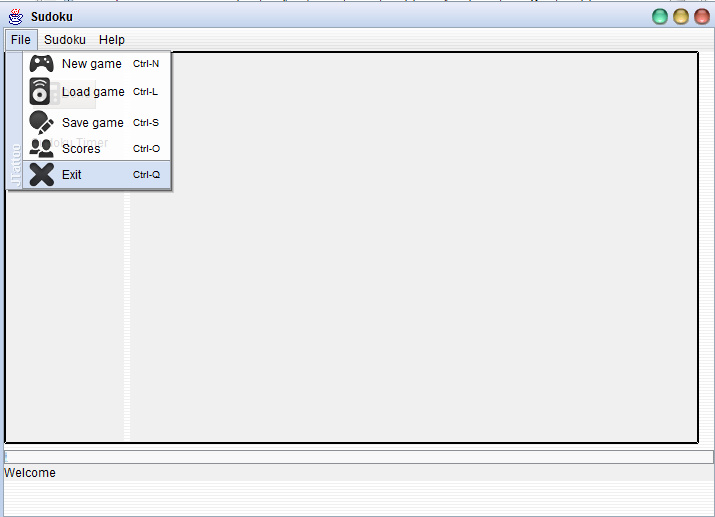 Sudoku
File Sudoku Help
New game Ctrl-N
Load game Ctrl-L
Save game Ctrl-S
Scores Ctrl-O
Exit Ctrl-Q
JTattoo
Welcome